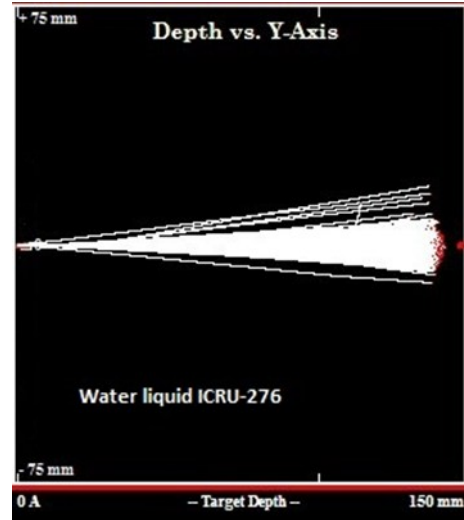 + 75 mm
Depth vs. Y-Axis
Water liquid ICRU-276
- 75 mm
0 A
-- Target Depth --
150 mm